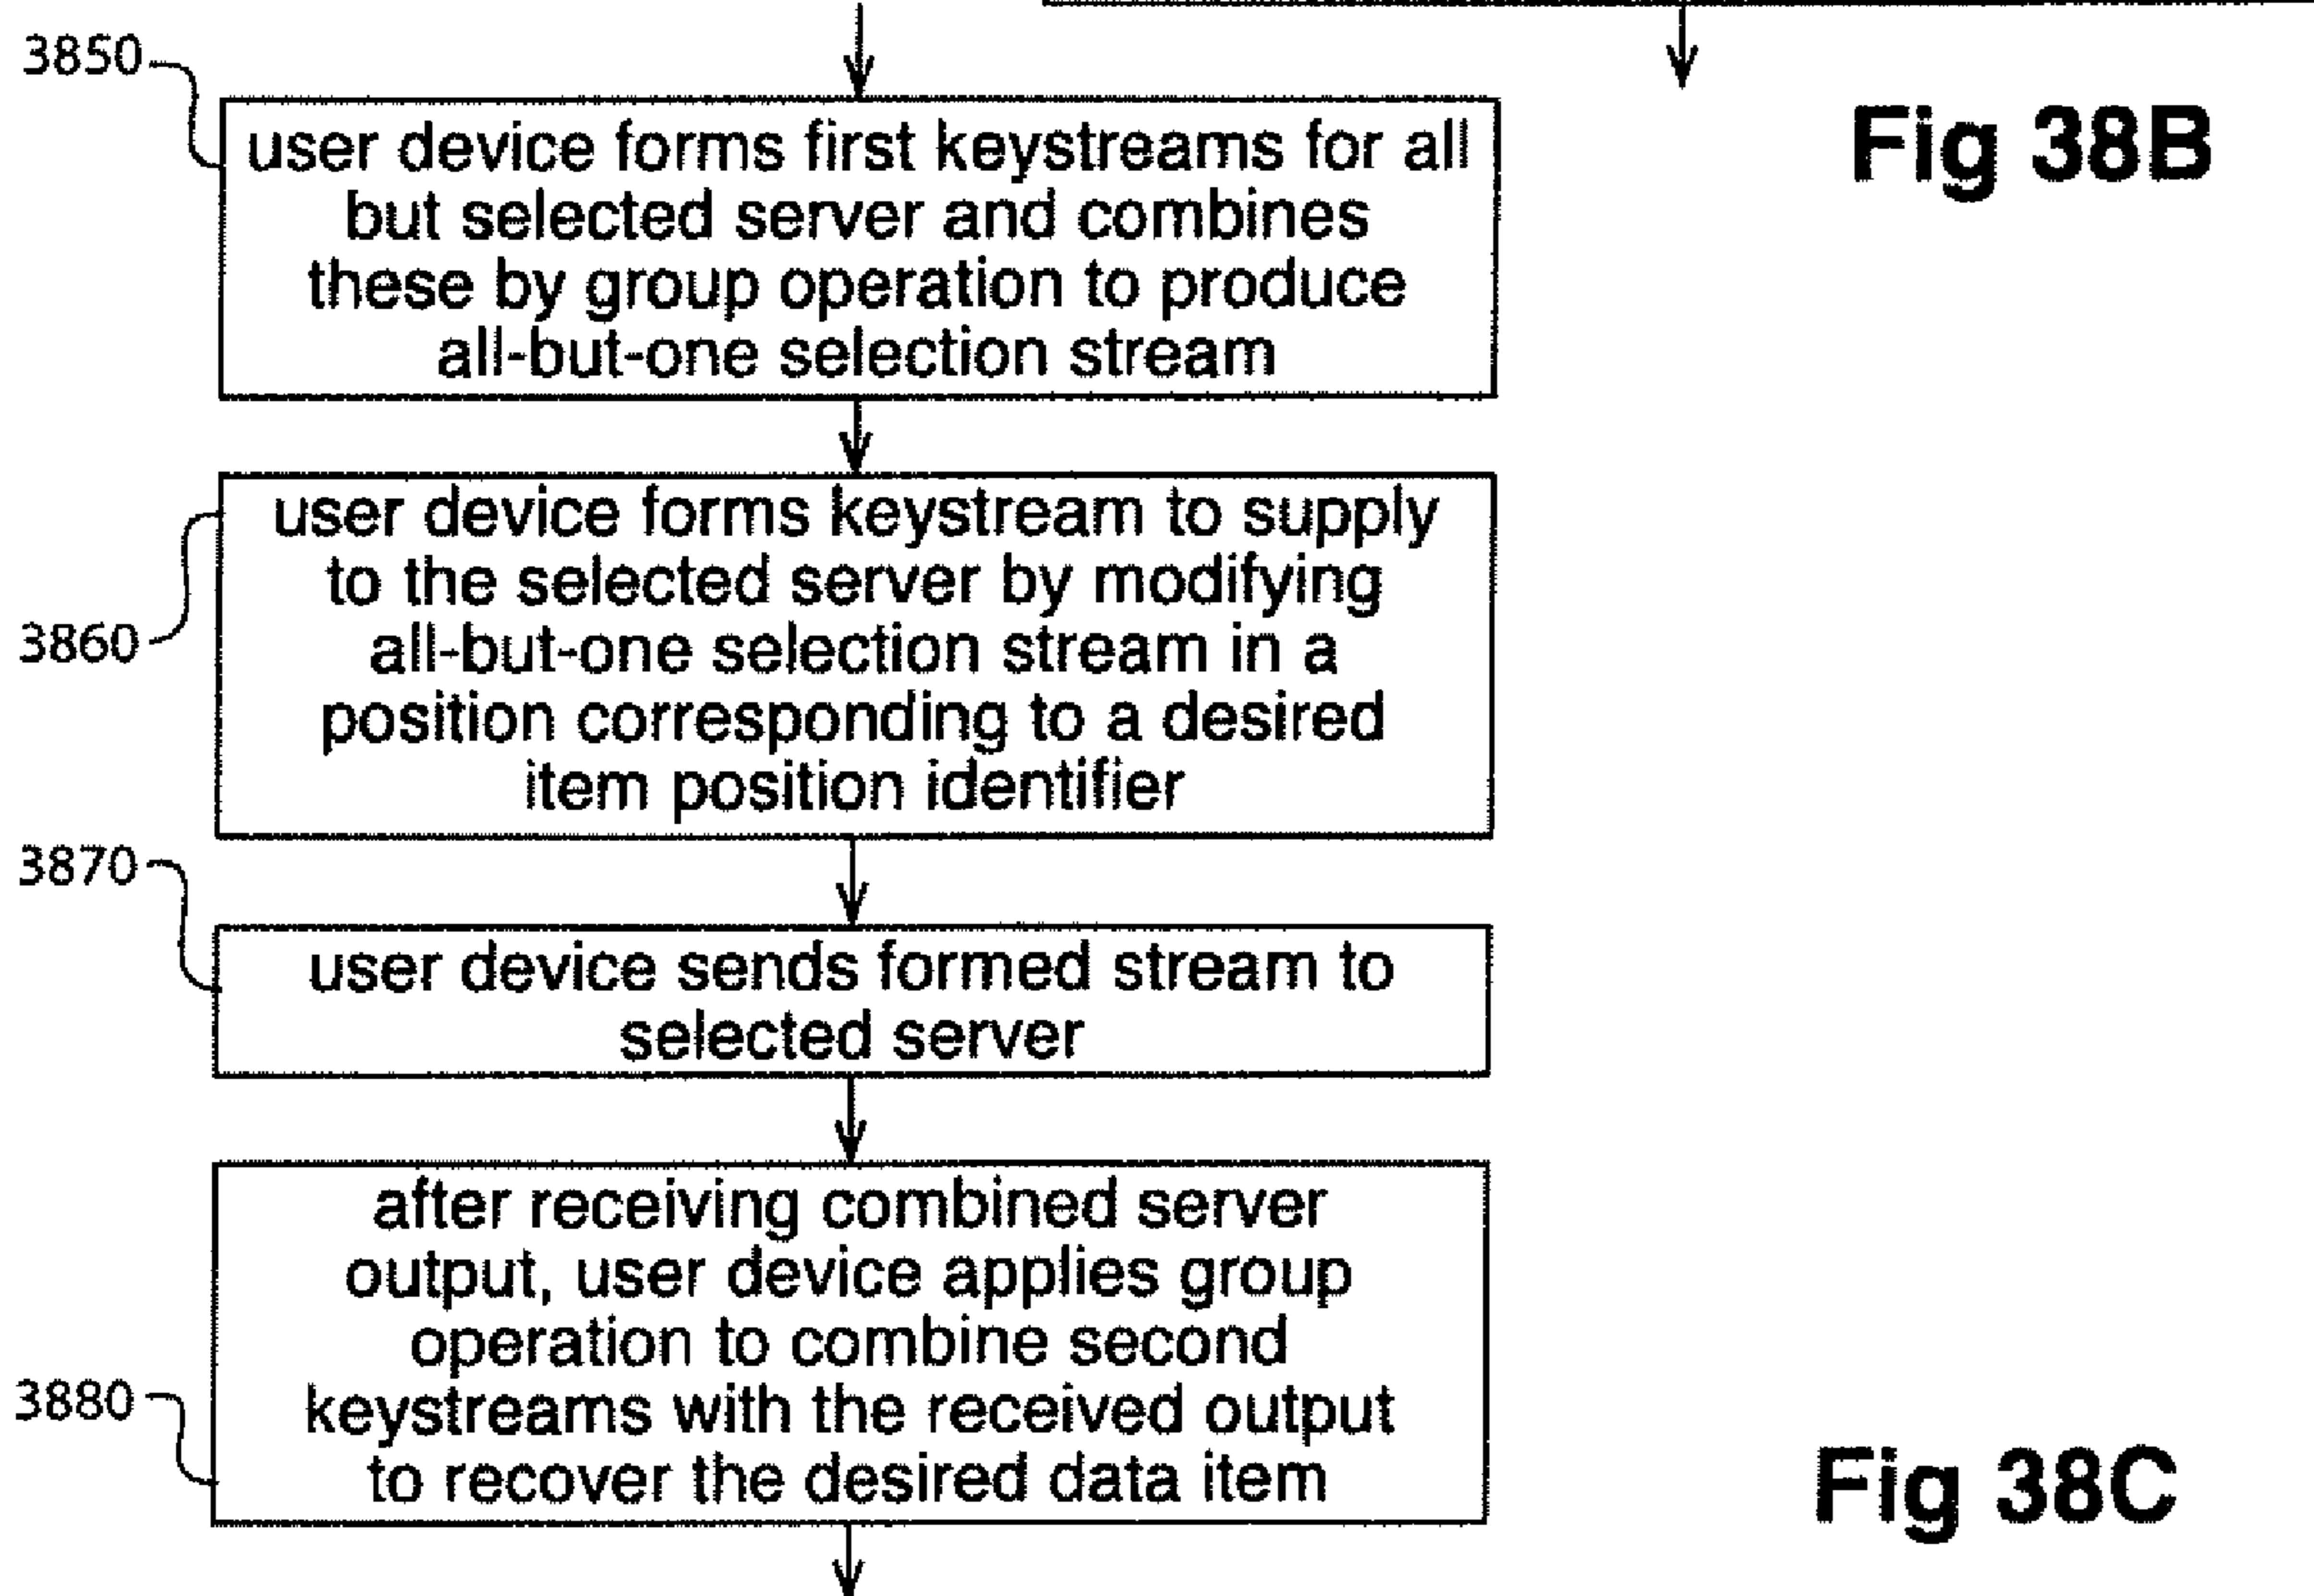 3850
user device forms first keystreams for all
but selected server and combines
these by group operation to produce
all-but-one selection stream
Fig 38B
3860
user device forms keystream to supply
to the selected server by modifying
all-but-one selection stream in a
position corresponding to a desired
item position identifier
3870
user device sends formed stream to
selected server
3880
after receiving combined server
output, user device applies group
operation to combine second
keystreams with the received output
to recover the desired data item
Fig 38C